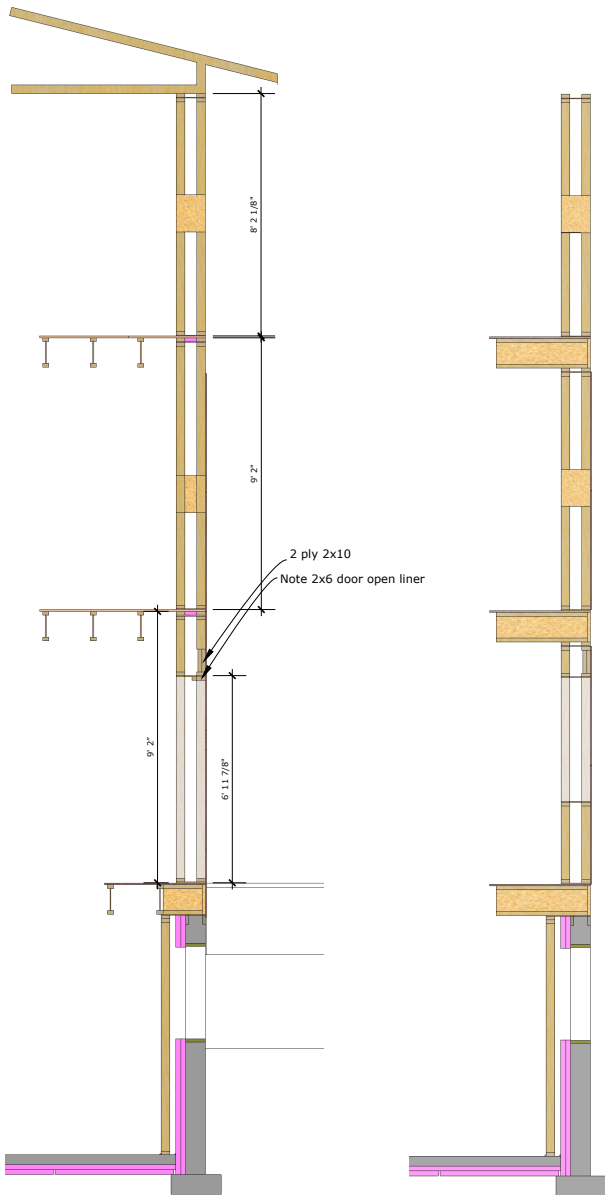 8' 2 1/8"
9' 2"
2 ply 2x10
Note 2x6 door open liner
9' 2"
6' 11 7/8"